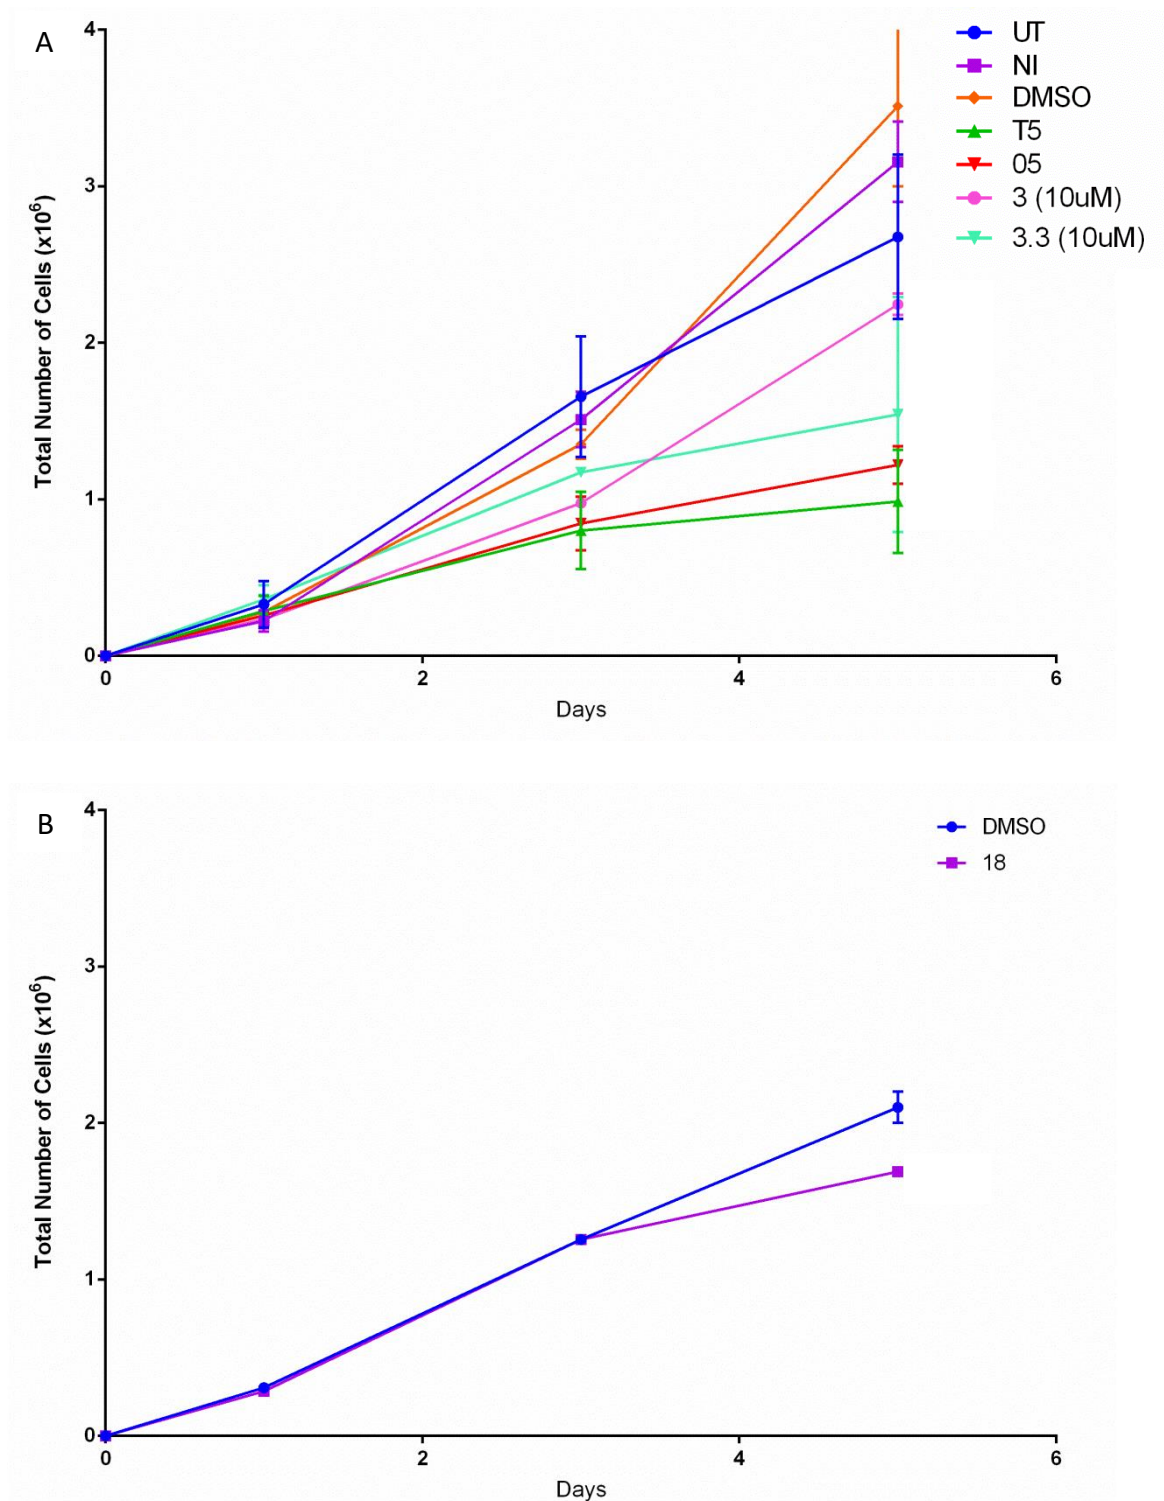 A
4
3
2
1
0
0 2 4 6
Total Number of Cells (x10⁶)
Days
UT
NI
DMSO
T5
05
3 (10uM)
3.3 (10uM)
B
4
3
2
1
0
0 2 4 6
Total Number of Cells (x10⁶)
Days
DMSO
18